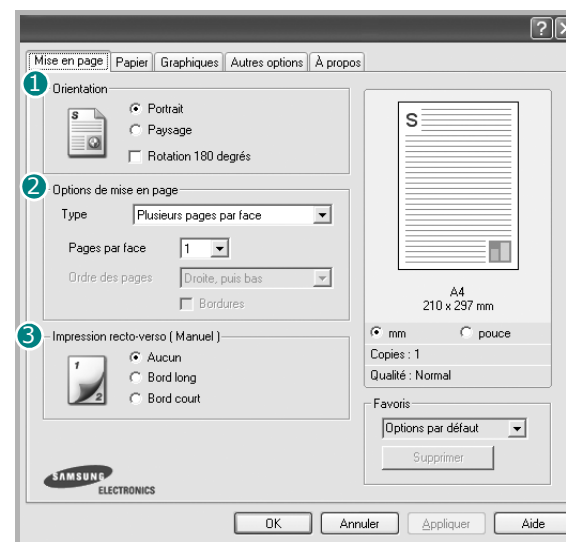 ?
Mise en page Papier Graphiques Autres options À propos
1 Orientation
S
Portrait
Paysage
Rotation 180 degrés
2 Options de mise en page
Type Plusieurs pages par face
Pages par face 1
Ordre des pages Droite, puis bas
Bordures
3 Impression recto-verso ( Manuel )
1
2
Aucun
Bord long
Bord court
SAMSUNG
ELECTRONICS
S
A4
210 x 297 mm
mm pouce
Copies : 1
Qualité : Normal
Favoris
Options par défaut
Supprimer
OK Annuler Appliquer Aide